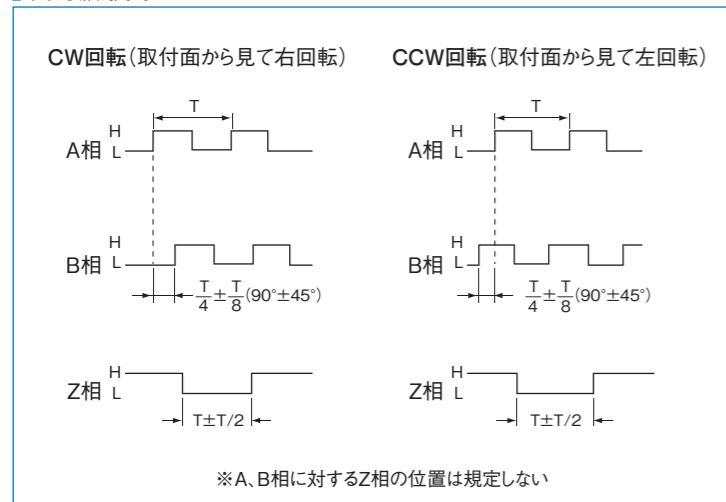 CW回転（取付面から見て右回転）
T
A相 H L
B相 H L
T/4±T/8(90°±45°)
Z相 H L
T±T/2
CCW回転（取付面から見て左回転）
T
A相 H L
B相 H L
T/4±T/8(90°±45°)
Z相 H L
T±T/2
※A、B相に対するZ相の位置は規定しない